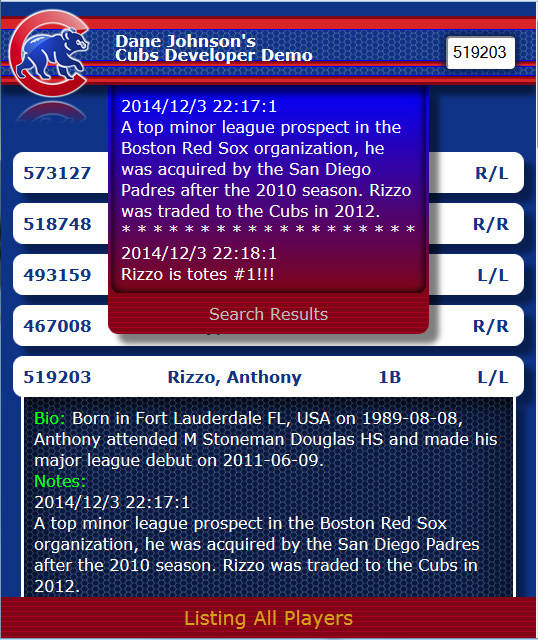 Dane Johnson's
Cubs Developer Demo
519203
2014/12/3 22:17:1
A top minor league prospect in the
Boston Red Sox organization, he
was acquired by the San Diego
Padres after the 2010 season. Rizzo
was traded to the Cubs in 2012.
* * * * * * * * * * * * * * * * * * *
2014/12/3 22:18:1
Rizzo is totes #1!!!
Search Results
573127 R/L
518748 R/R
493159 L/L
467008 R/R
519203 Rizzo, Anthony 1B L/L
Bio: Born in Fort Lauderdale FL, USA on 1989-08-08,
Anthony attended M Stoneman Douglas HS and made his
major league debut on 2011-06-09.
Notes:
2014/12/3 22:17:1
A top minor league prospect in the Boston Red Sox
organization, he was acquired by the San Diego Padres
after the 2010 season. Rizzo was traded to the Cubs in
2012.
Listing All Players